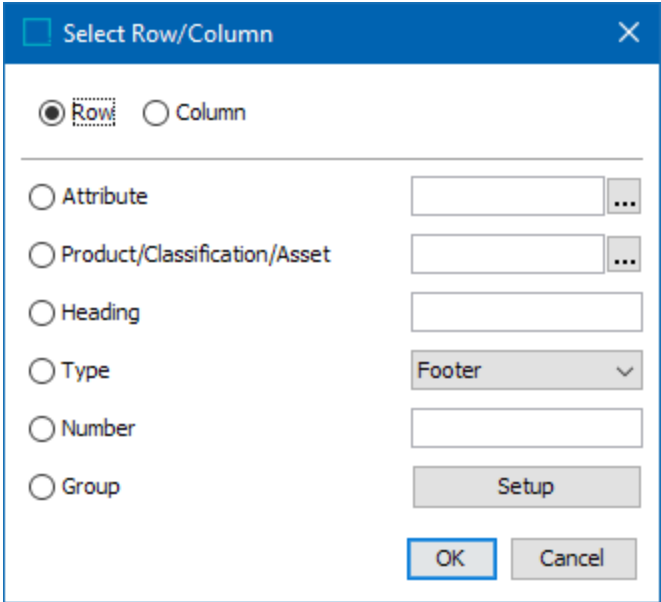 Select Row/Column
Row Column
Attribute ...
Product/Classification/Asset ...
Heading
Type Footer
Number
Group Setup
OK Cancel